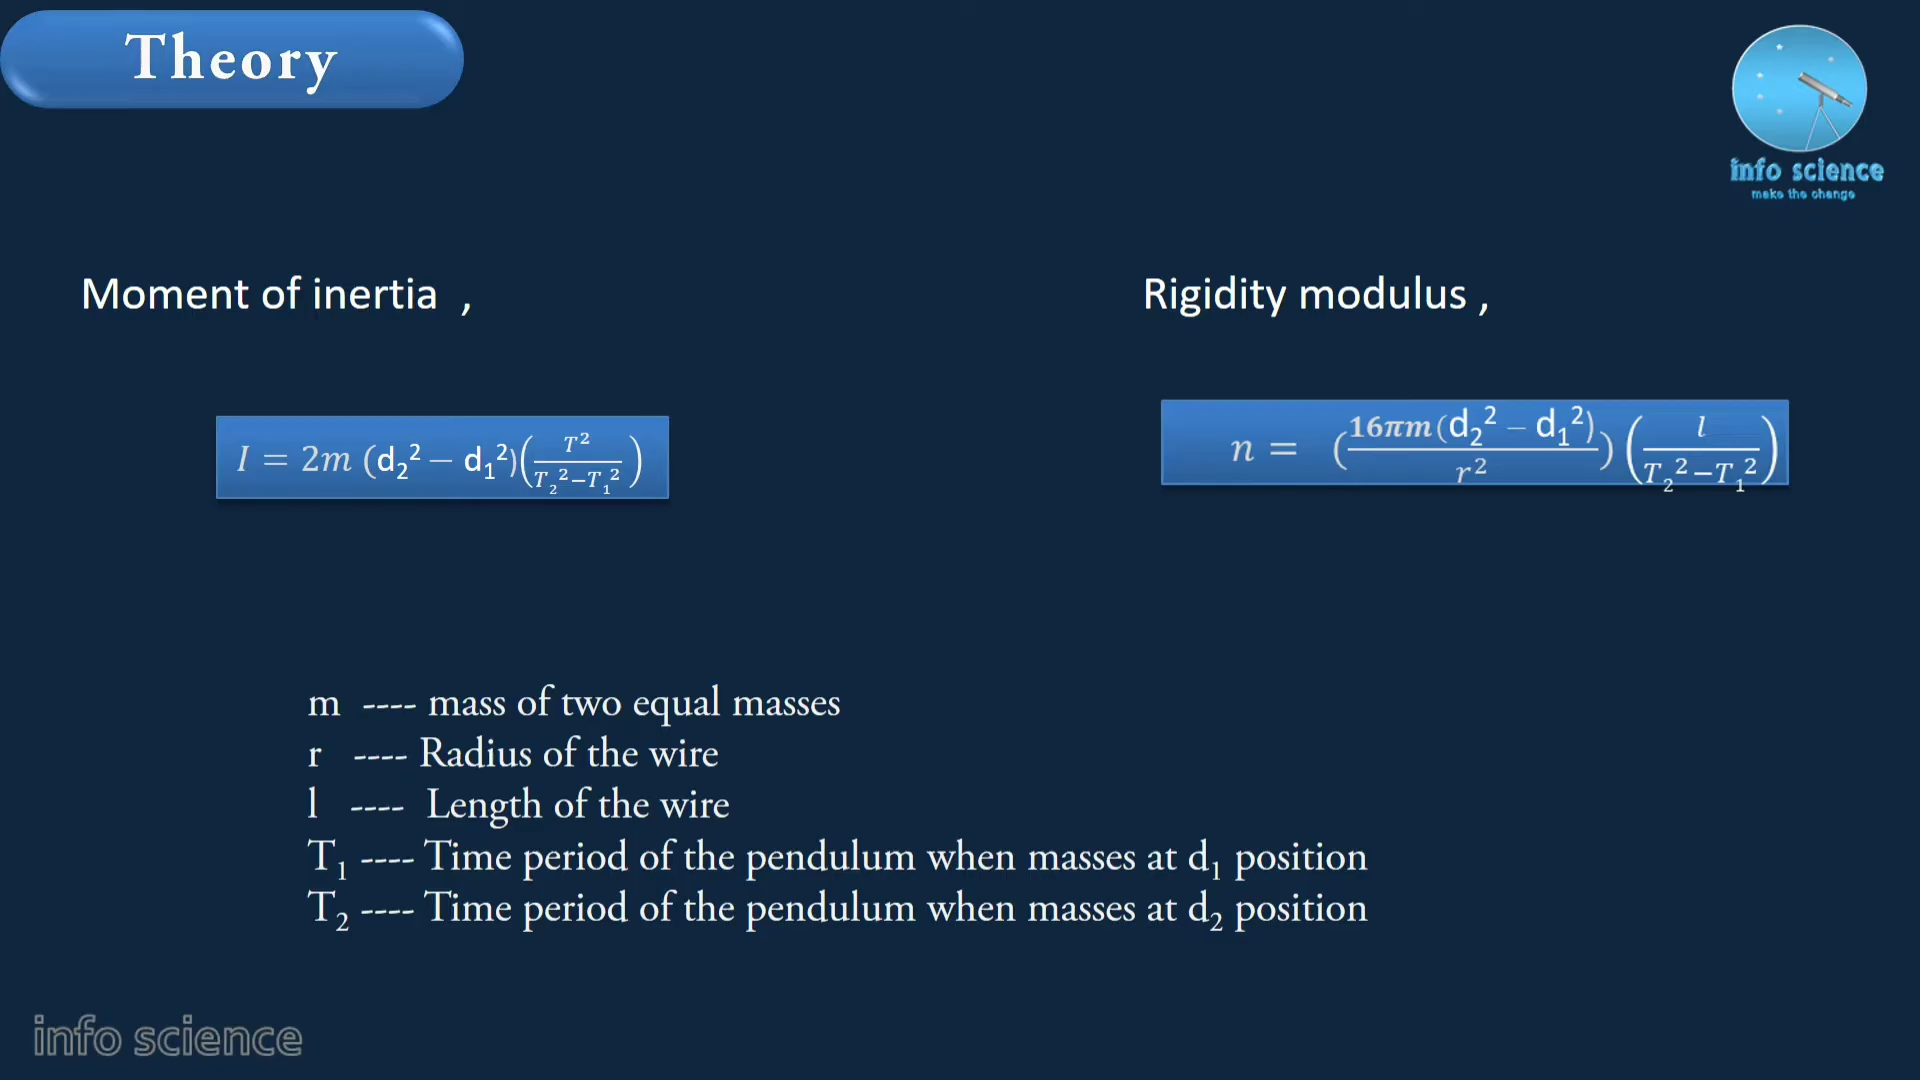 Theory
info science
make the change
Moment of inertia , Rigidity modulus ,
I = 2m (d₂² – d₁²)(T²/(T₂²–T₁²))
n = (16πm(d₂² – d₁²)/r²)(l/(T₂²–T₁²))
m ---- mass of two equal masses
r ---- Radius of the wire
l ---- Length of the wire
T₁ ---- Time period of the pendulum when masses at d₁ position
T₂ ---- Time period of the pendulum when masses at d₂ position
info science